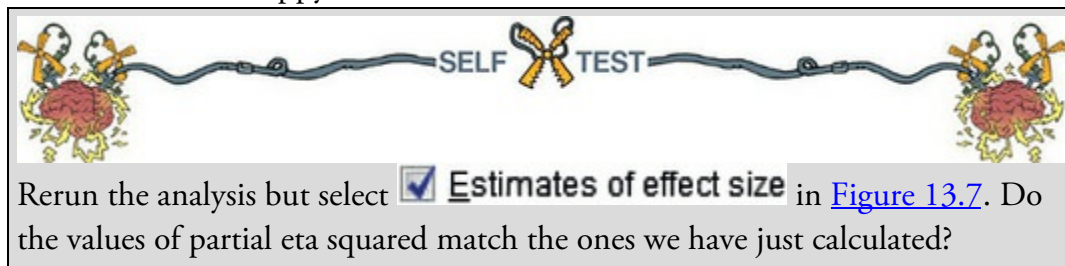 SELF TEST
Rerun the analysis but select Estimates of effect size in Figure 13.7. Do
the values of partial eta squared match the ones we have just calculated?